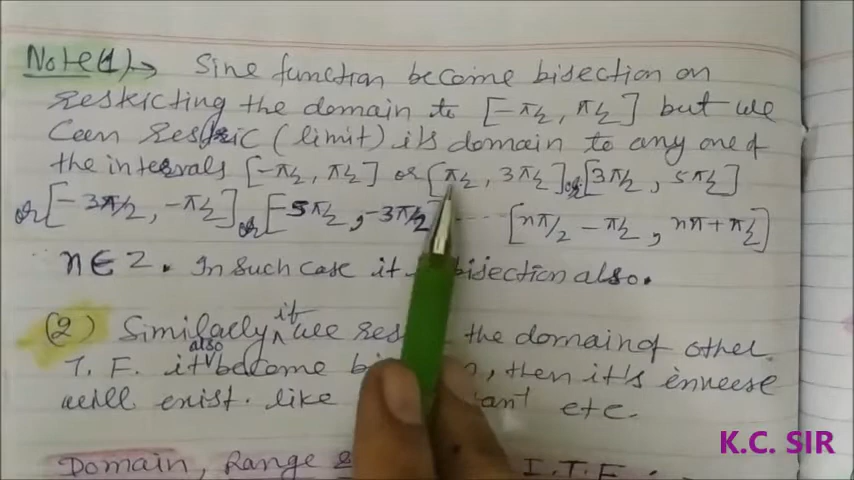 Note(1)→ Sine function become bisection on
Restricting the domain to [-π/2, π/2] but we
Can Restric (limit) its domain to any one of
the intervals [-π/2, π/2] or [π/2, 3π/2] or [3π/2, 5π/2]
or [-3π/2, -π/2] or [-5π/2, -3π/2] ---- [nπ/2 - π/2, nπ+π/2]
n∈Z. In such case it bijection also.
(2) Similarly if we res the domain of other
T. F. it also become bi n, then it's inverse
will exist. like etc.
Domain, Range I.T.F.:
K.C. SIR